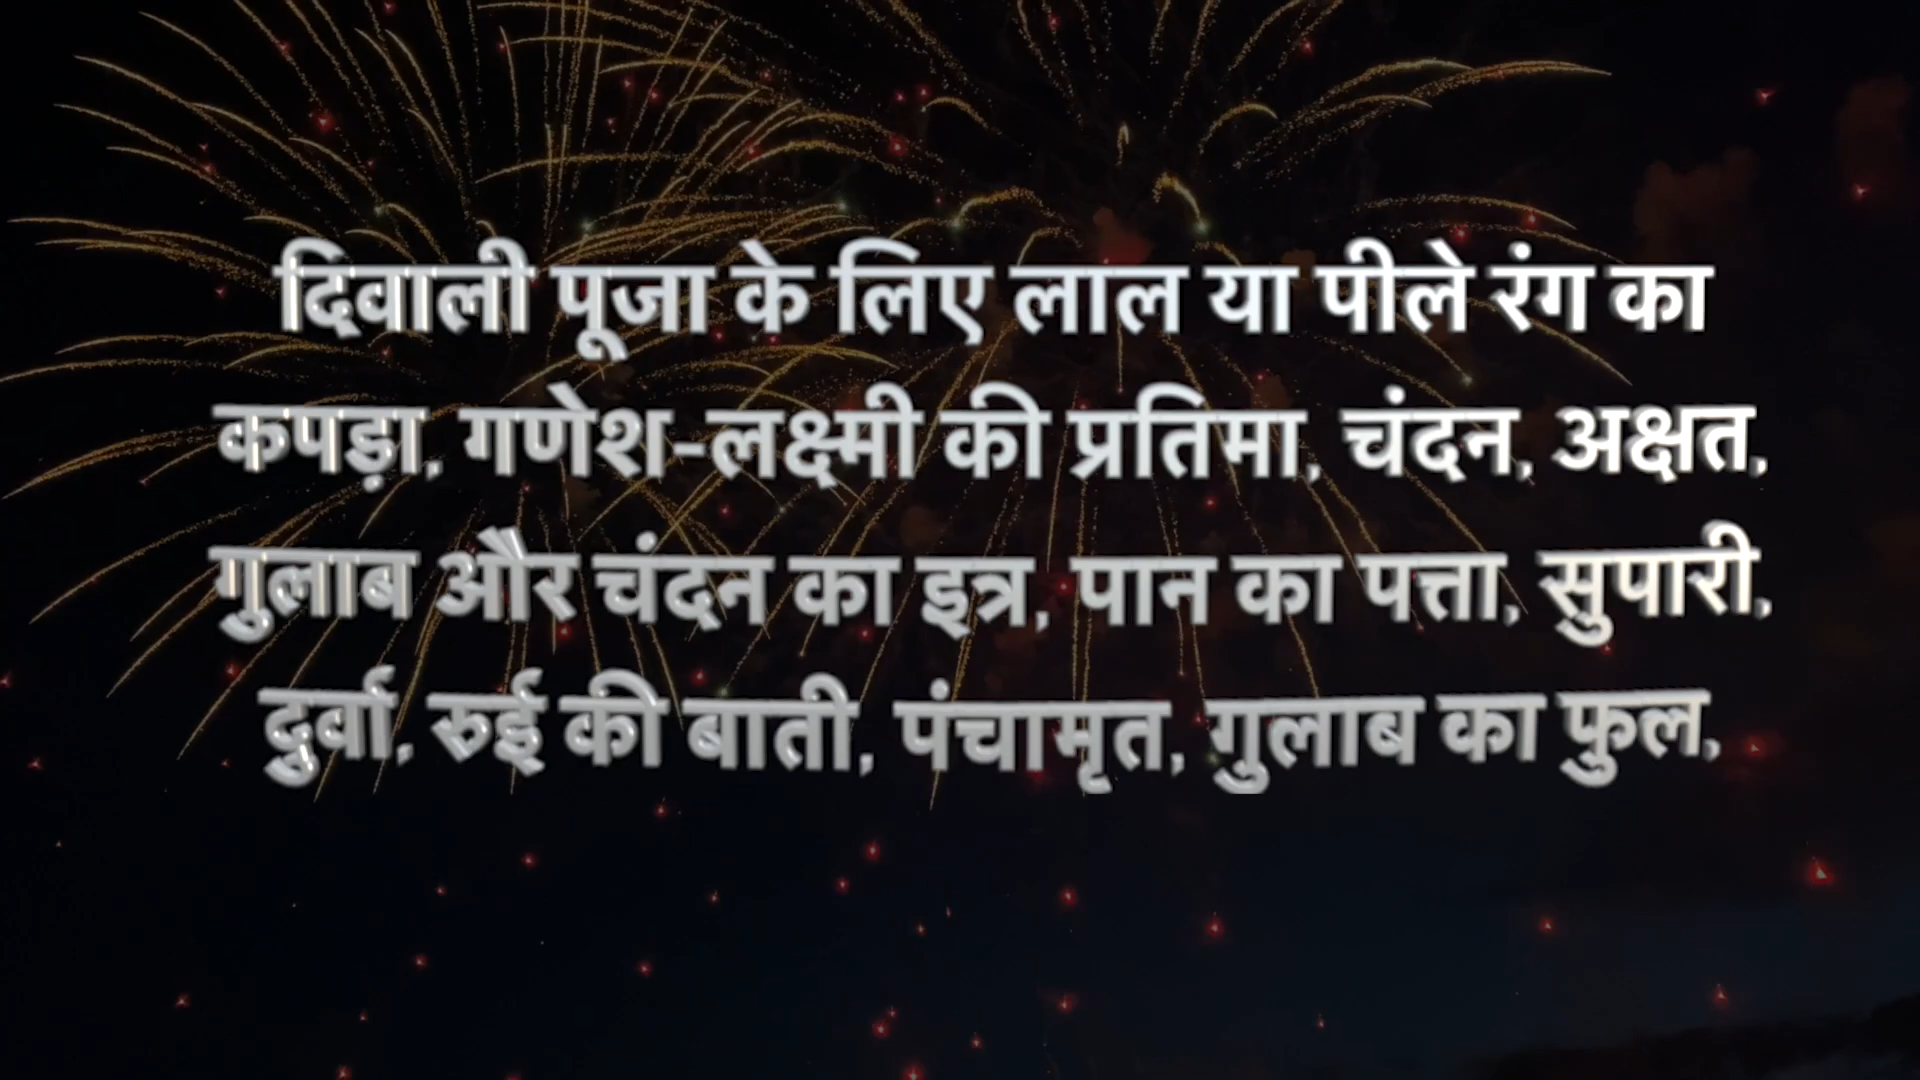 दिवाली पूजा के लिए लाल या पीले रंग का
कपड़ा, गणेश-लक्ष्मी की प्रतिमा, चंदन, अक्षत,
गुलाब और चंदन का इत्र, पान का पत्ता, सुपारी,
दुर्वा, रुई की बाती, पंचामृत, गुलाब का फुल,